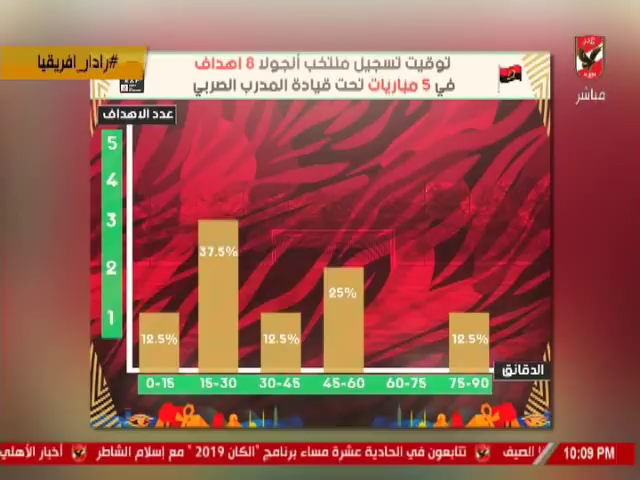 #رادار_افريقيا
توقيت تسجيل منتخب أنجولا 8 اهداف
في 5 مباريات تحت قيادة المدرب الصربي
مباشر
عدد الاهداف
5
4
3
2
1
12.5%
37.5%
12.5%
25%
12.5%
الدقائق
0-15
15-30
30-45
45-60
60-75
75-90
الصيف
تتابعون في الحادية عشرة مساء برنامج "الكان 2019" مع إسلام الشاطر
أخبار الأهلي
10:09 PM